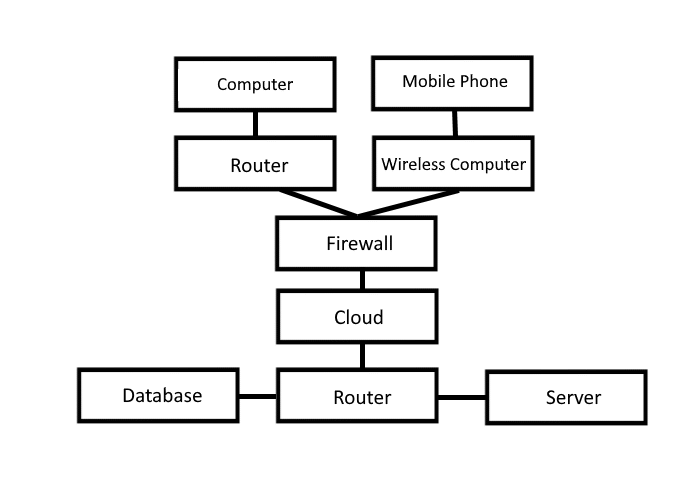 Computer
Mobile Phone
Router
Wireless Computer
Firewall
Cloud
Database
Router
Server